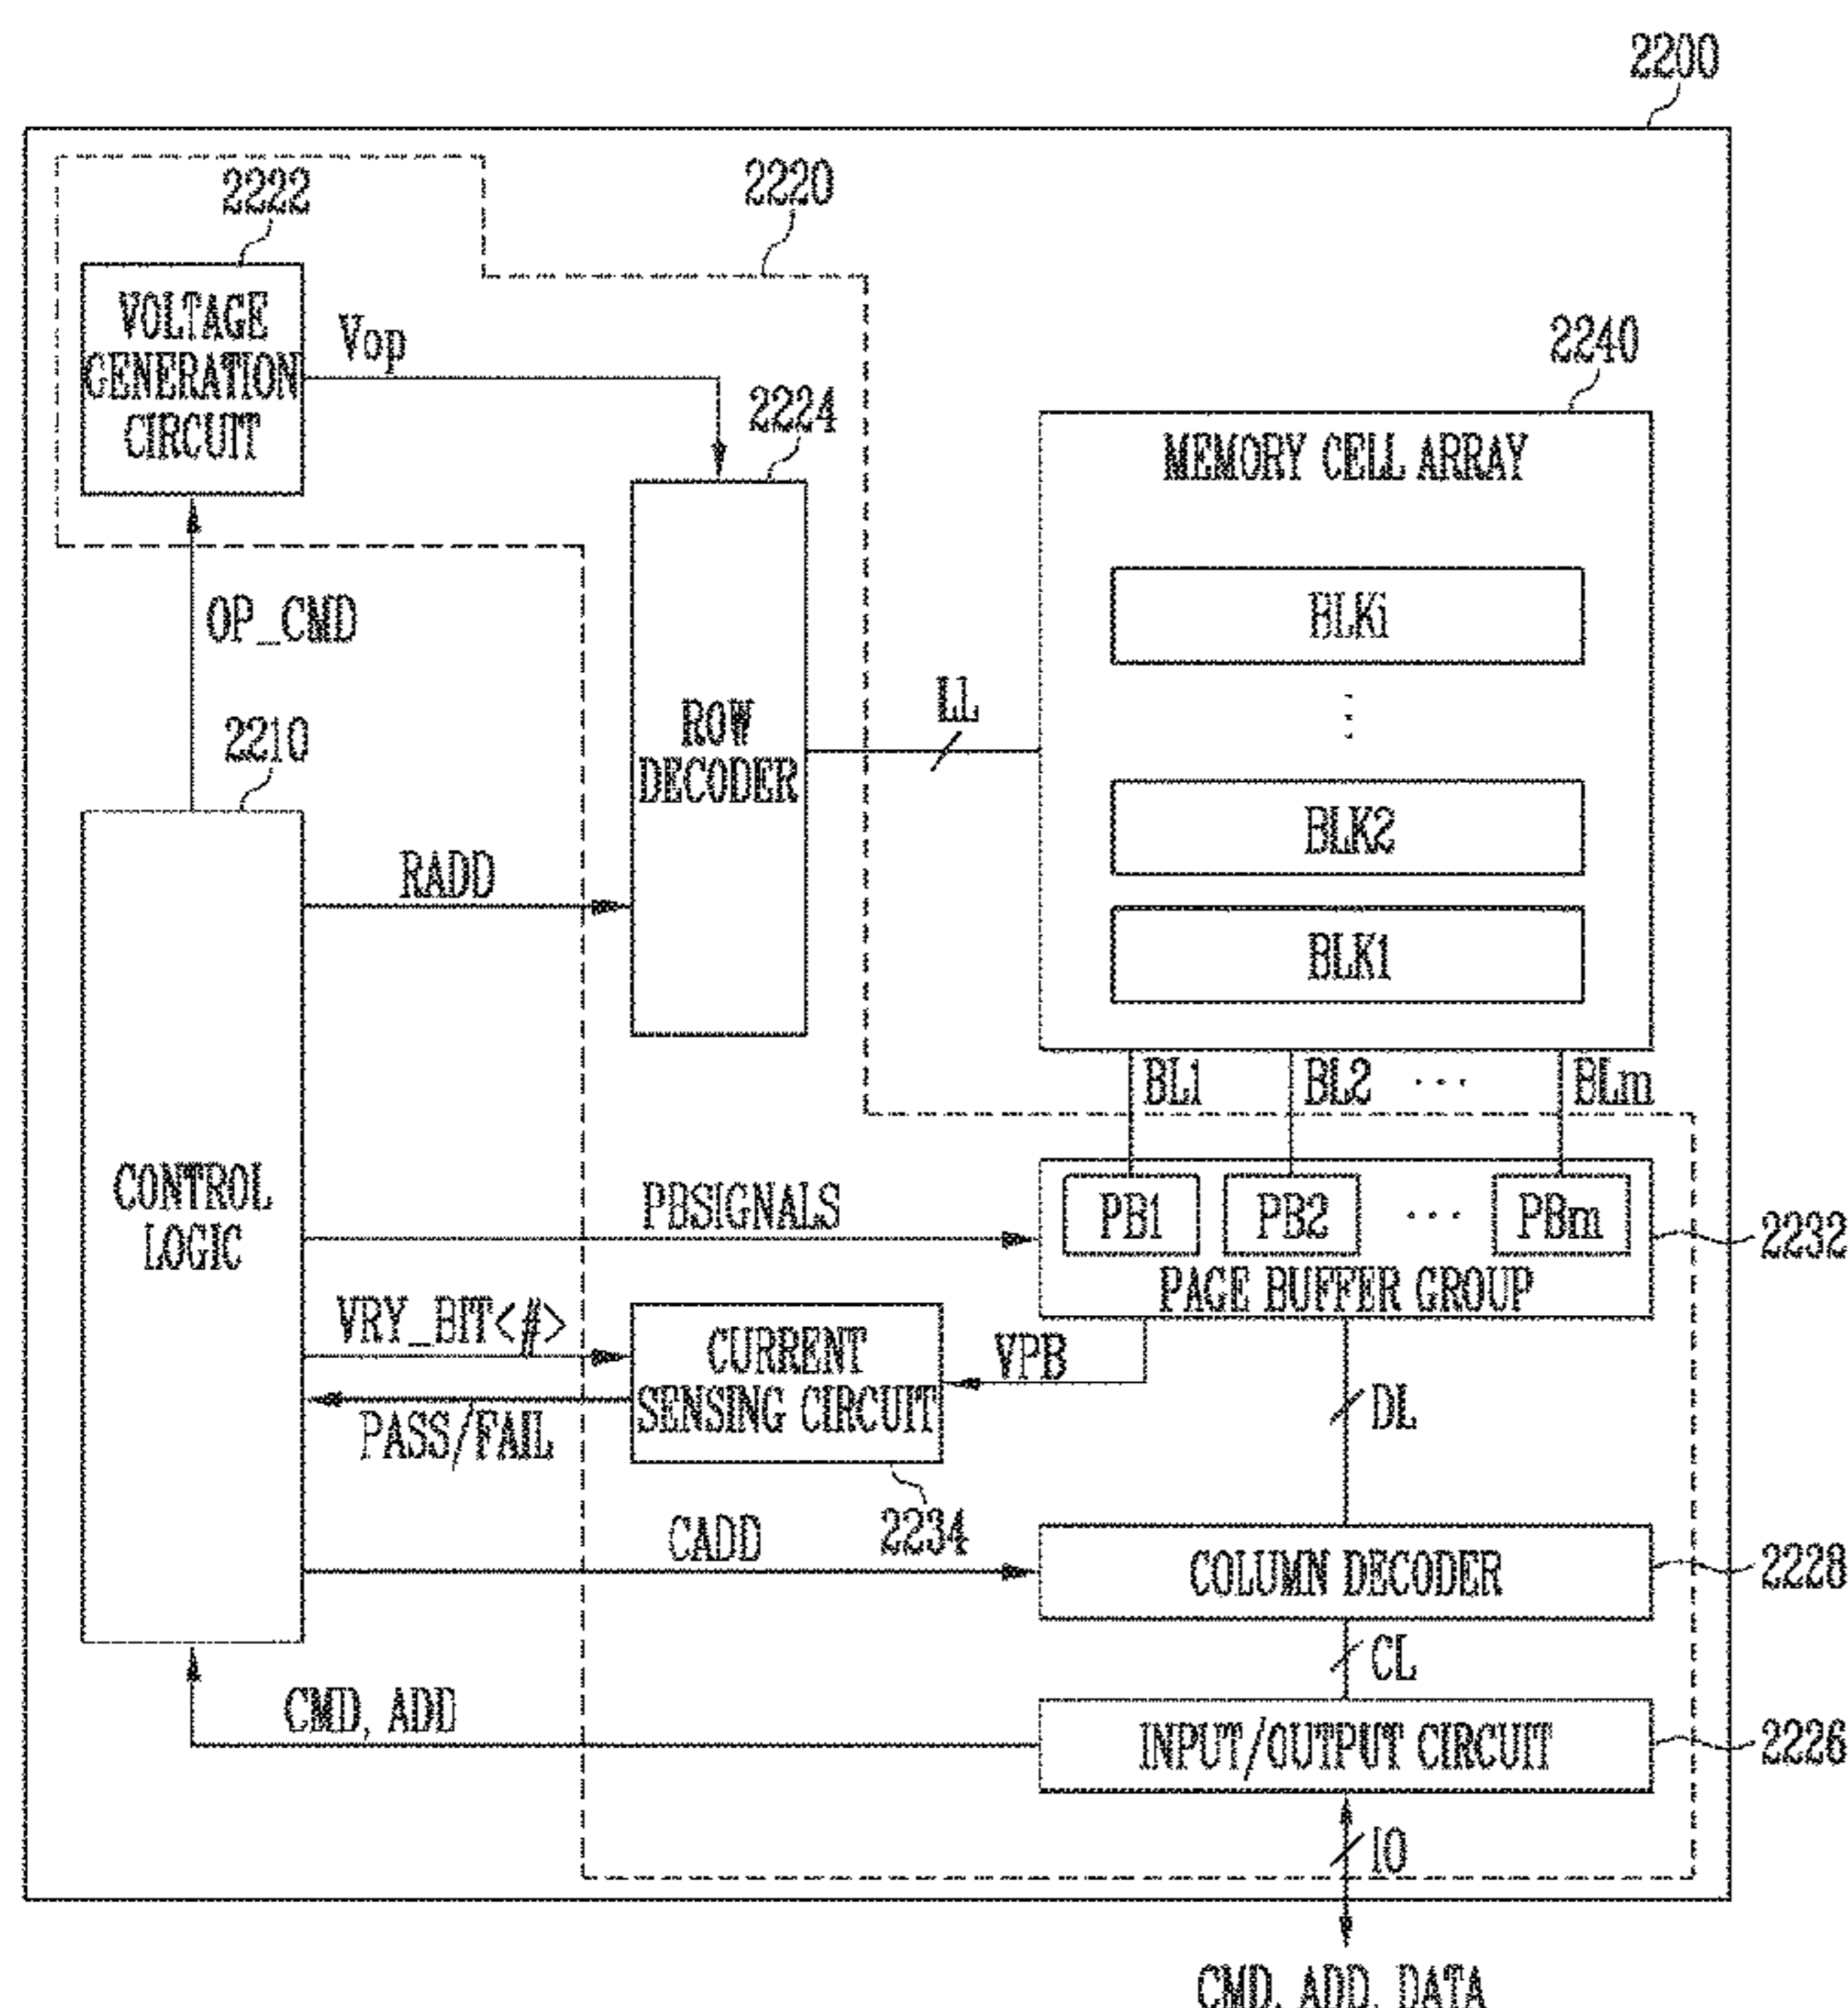 2200
2220
2222
VOLTAGE
GENERATION
CIRCUIT
Vop
2224
2240
MEMORY CELL ARRAY
BLKi
⋮
BLK2
BLK1
OP_CMD
2210
ROW
DECODER
LL
RADD
BL1
BL2
...
BLm
CONTROL
LOGIC
PBSIGNALS
PB1
PB2
...
PBm
PAGE BUFFER GROUP
2232
VRY_BIT<#>
CURRENT
SENSING CIRCUIT
VPB
PASS/FAIL
2234
DL
CADD
COLUMN DECODER
2228
CL
CMD, ADD
INPUT/OUTPUT CIRCUIT
2226
IO
CMD, ADD, DATA